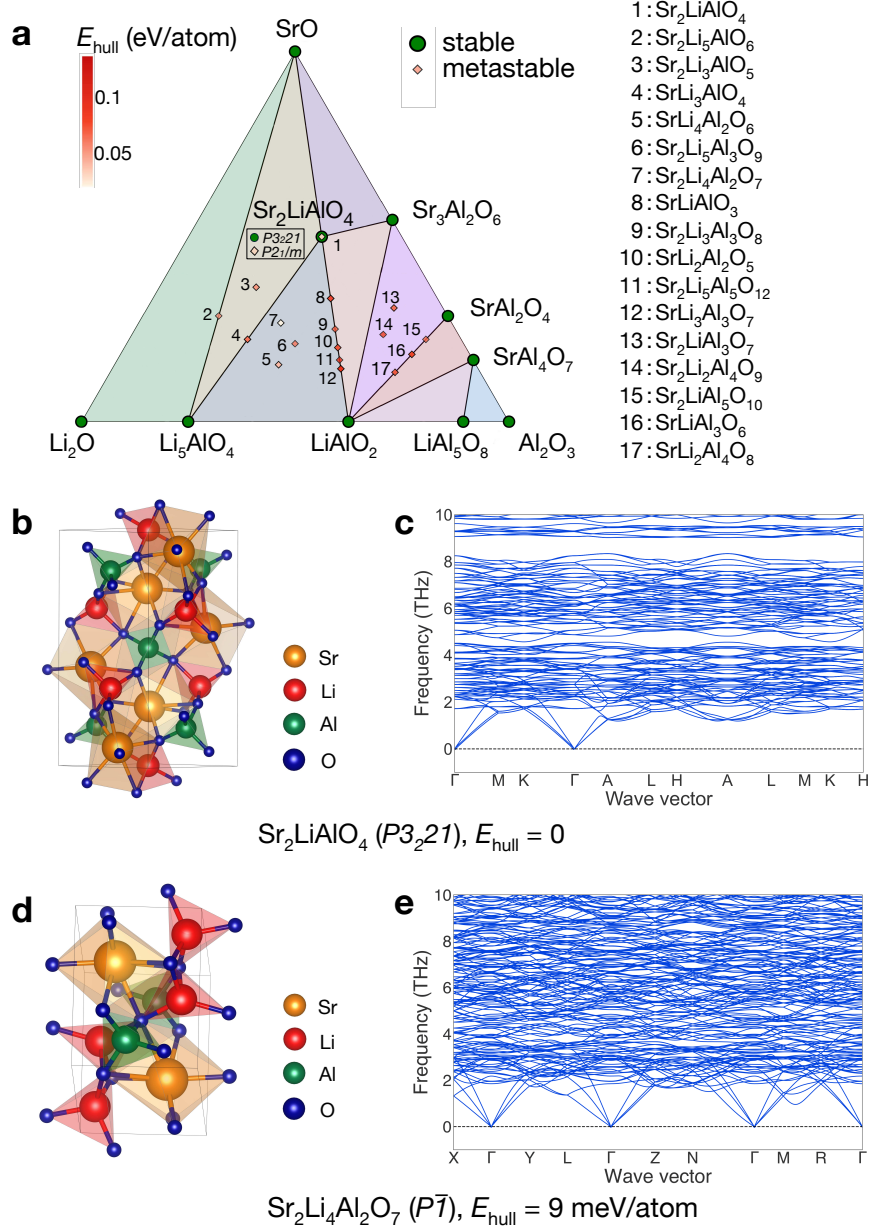 a
E_hull (eV/atom)
0.1
0.05
SrO
stable
metastable
Sr₂LiAlO₄
P3₂21
P2₁/m
Sr₃Al₂O₆
SrAl₂O₄
SrAl₄O₇
1
2
3
4
5
6
7
8
9
10
11
12
13
14
15
16
17
Li₂O
Li₅AlO₄
LiAlO₂
LiAl₅O₈
Al₂O₃
1: Sr₂LiAlO₄
2: Sr₂Li₅AlO₆
3: Sr₂Li₃AlO₅
4: SrLi₃AlO₄
5: SrLi₄Al₂O₆
6: Sr₂Li₅Al₃O₉
7: Sr₂Li₄Al₂O₇
8: SrLiAlO₃
9: Sr₂Li₃Al₃O₈
10: SrLi₂Al₂O₅
11: Sr₂Li₅Al₅O₁₂
12: SrLi₃Al₃O₇
13: Sr₂LiAl₃O₇
14: Sr₂Li₂Al₄O₉
15: Sr₂LiAl₅O₁₀
16: SrLiAl₃O₆
17: SrLi₂Al₄O₈
b
Sr
Li
Al
O
c
Frequency (THz)
10
8
6
4
2
0
Γ M K Γ A L H A L M K H
Wave vector
Sr₂LiAlO₄ (P3₂21), E_hull = 0
d
Sr
Li
Al
O
e
Frequency (THz)
10
8
6
4
2
0
X Γ Y L Γ Z N Γ M R Γ
Wave vector
Sr₂Li₄Al₂O₇ (P1̄), E_hull = 9 meV/atom